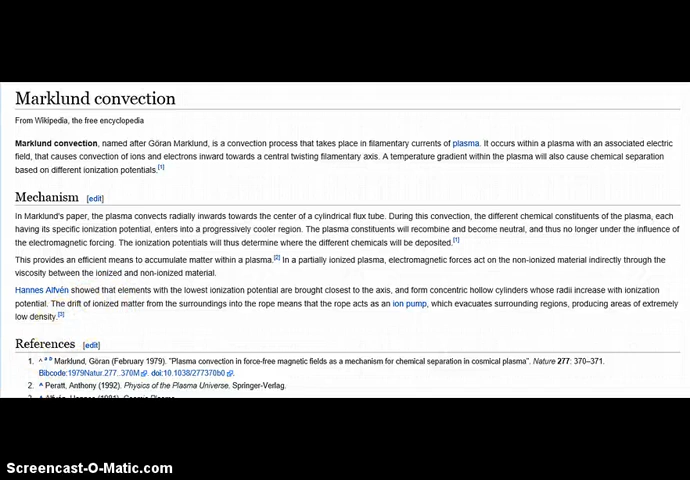 Marklund convection
From Wikipedia, the free encyclopedia
Marklund convection, named after Göran Marklund, is a convection process that takes place in filamentary currents of plasma. It occurs within a plasma with an associated electric
field, that causes convection of ions and electrons inward towards a central twisting filamentary axis. A temperature gradient within the plasma will also cause chemical separation
based on different ionization potentials.[1]
Mechanism [edit]
In Marklund's paper, the plasma convects radially inwards towards the center of a cylindrical flux tube. During this convection, the different chemical constituents of the plasma, each
having its specific ionization potential, enters into a progressively cooler region. The plasma constituents will recombine and become neutral, and thus no longer under the influence of
the electromagnetic forcing. The ionization potentials will thus determine where the different chemicals will be deposited.[1]
This provides an efficient means to accumulate matter within a plasma.[2] In a partially ionized plasma, electromagnetic forces act on the non-ionized material indirectly through the
viscosity between the ionized and non-ionized material.
Hannes Alfvén showed that elements with the lowest ionization potential are brought closest to the axis, and form concentric hollow cylinders whose radii increase with ionization
potential. The drift of ionized matter from the surroundings into the rope means that the rope acts as an ion pump, which evacuates surrounding regions, producing areas of extremely
low density.[3]
References [edit]
1. ^ a b Marklund, Göran (February 1979). "Plasma convection in force-free magnetic fields as a mechanism for chemical separation in cosmical plasma". Nature 277: 370–371.
Bibcode:1979Natur.277..370M. doi:10.1038/277370b0.
2. ^ Peratt, Anthony (1992). Physics of the Plasma Universe. Springer-Verlag.
3. ^ Alfvén, Hannes (1981). Cosmic Plasma.
Screencast-O-Matic.com